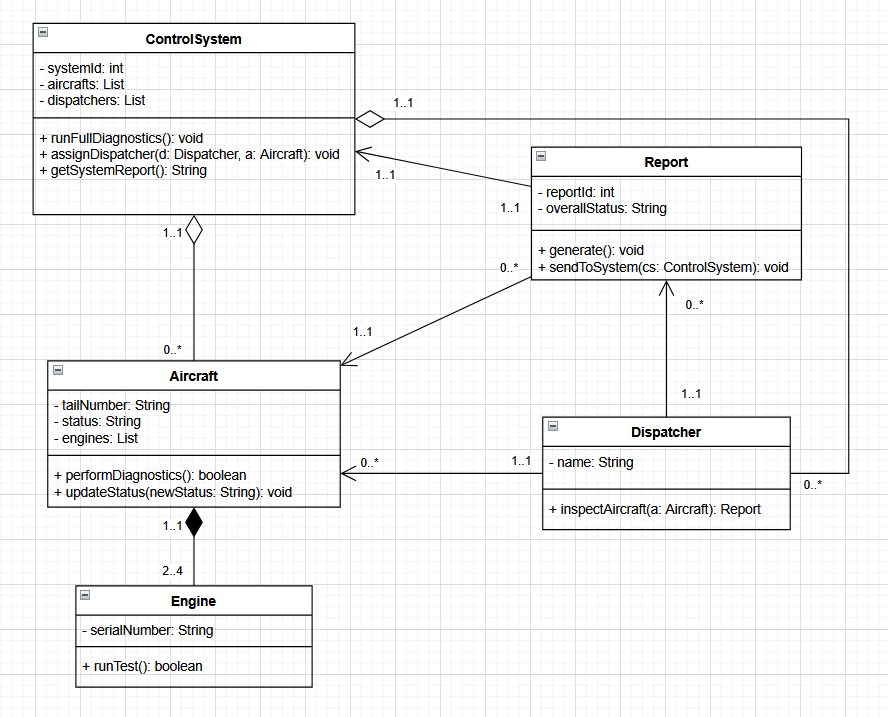 ControlSystem
- systemId: int
- aircrafts: List
- dispatchers: List
+ runFullDiagnostics(): void
+ assignDispatcher(d: Dispatcher, a: Aircraft): void
+ getSystemReport(): String
1..1
1..1
Report
- reportId: int
- overallStatus: String
+ generate(): void
+ sendToSystem(cs: ControlSystem): void
1..1
0..*
1..1
0..*
1..1
0..*
1..1
Aircraft
- tailNumber: String
- status: String
- engines: List
+ performDiagnostics(): boolean
+ updateStatus(newStatus: String): void
0..*
1..1
Dispatcher
- name: String
+ inspectAircraft(a: Aircraft): Report
0..*
1..1
2..4
Engine
- serialNumber: String
+ runTest(): boolean